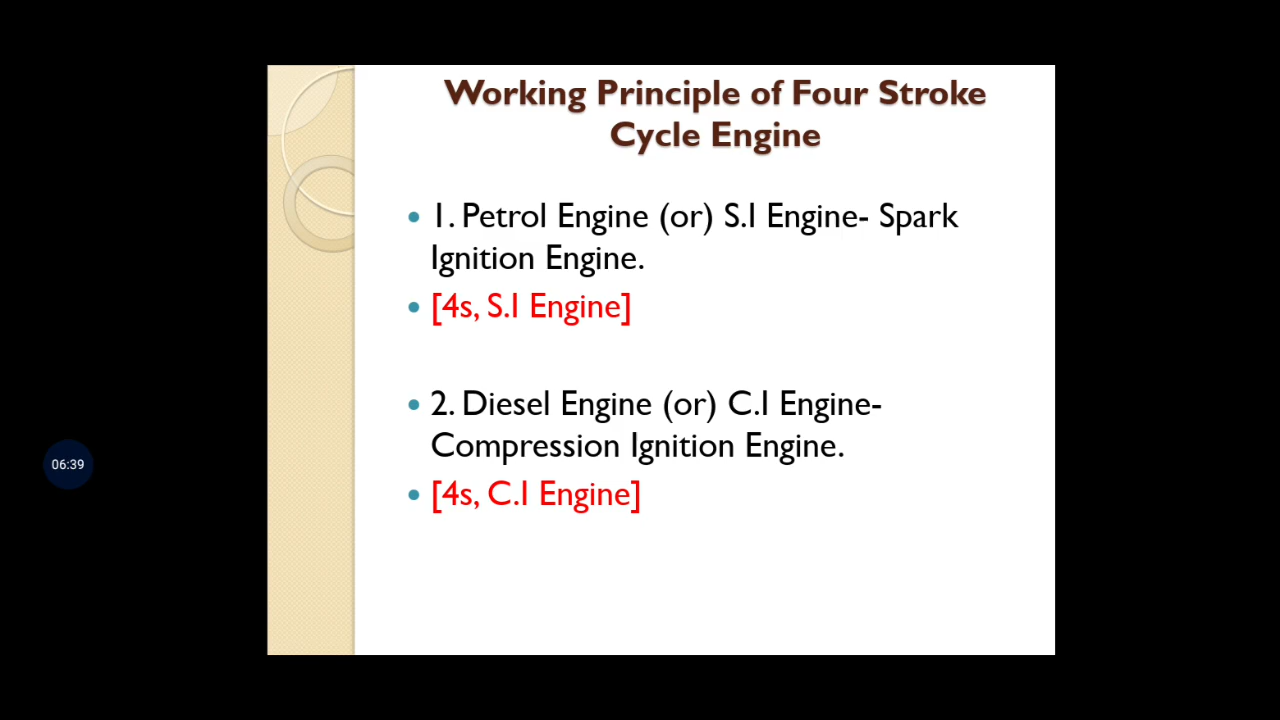 Working Principle of Four Stroke
Cycle Engine
1. Petrol Engine (or) S.I Engine- Spark
Ignition Engine.
[4s, S.I Engine]
2. Diesel Engine (or) C.I Engine-
Compression Ignition Engine.
[4s, C.I Engine]
06:39